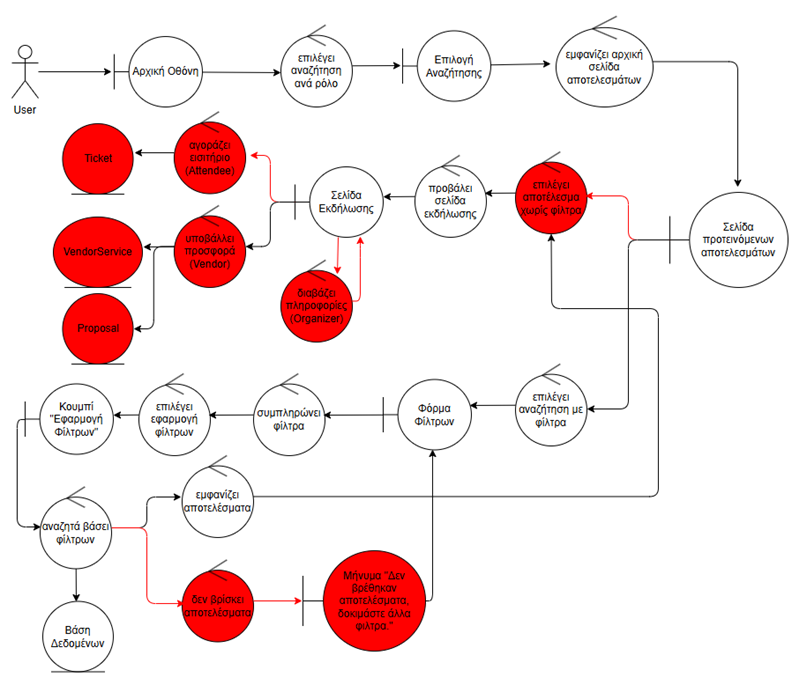 User
Αρχική Οθόνη
επιλέγει
αναζήτηση
ανά ρόλο
Επιλογή
Αναζήτησης
εμφανίζει αρχική
σελίδα
αποτελεσμάτων
Ticket
αγοράζει
εισιτήριο
(Attendee)
Σελίδα
Εκδήλωσης
προβάλει
σελίδα
εκδήλωσης
επιλέγει
αποτέλεσμα
χωρίς φίλτρα
Σελίδα
προτεινόμενων
αποτελεσμάτων
VendorService
υποβάλλει
προσφορά
(Vendor)
διαβάζει
πληροφορίες
(Organizer)
Proposal
Κουμπί
"Εφαρμογή
Φίλτρων"
επιλέγει
εφαρμογή
φίλτρων
συμπληρώνει
φίλτρα
Φόρμα
Φίλτρων
επιλέγει
αναζήτηση με
φίλτρα
αναζητά βάσει
φίλτρων
εμφανίζει
αποτελέσματα
δεν βρίσκει
αποτελέσματα
Μήνυμα "Δεν
βρέθηκαν
αποτελέσματα,
δοκιμάστε άλλα
φίλτρα."
Βάση
Δεδομένων